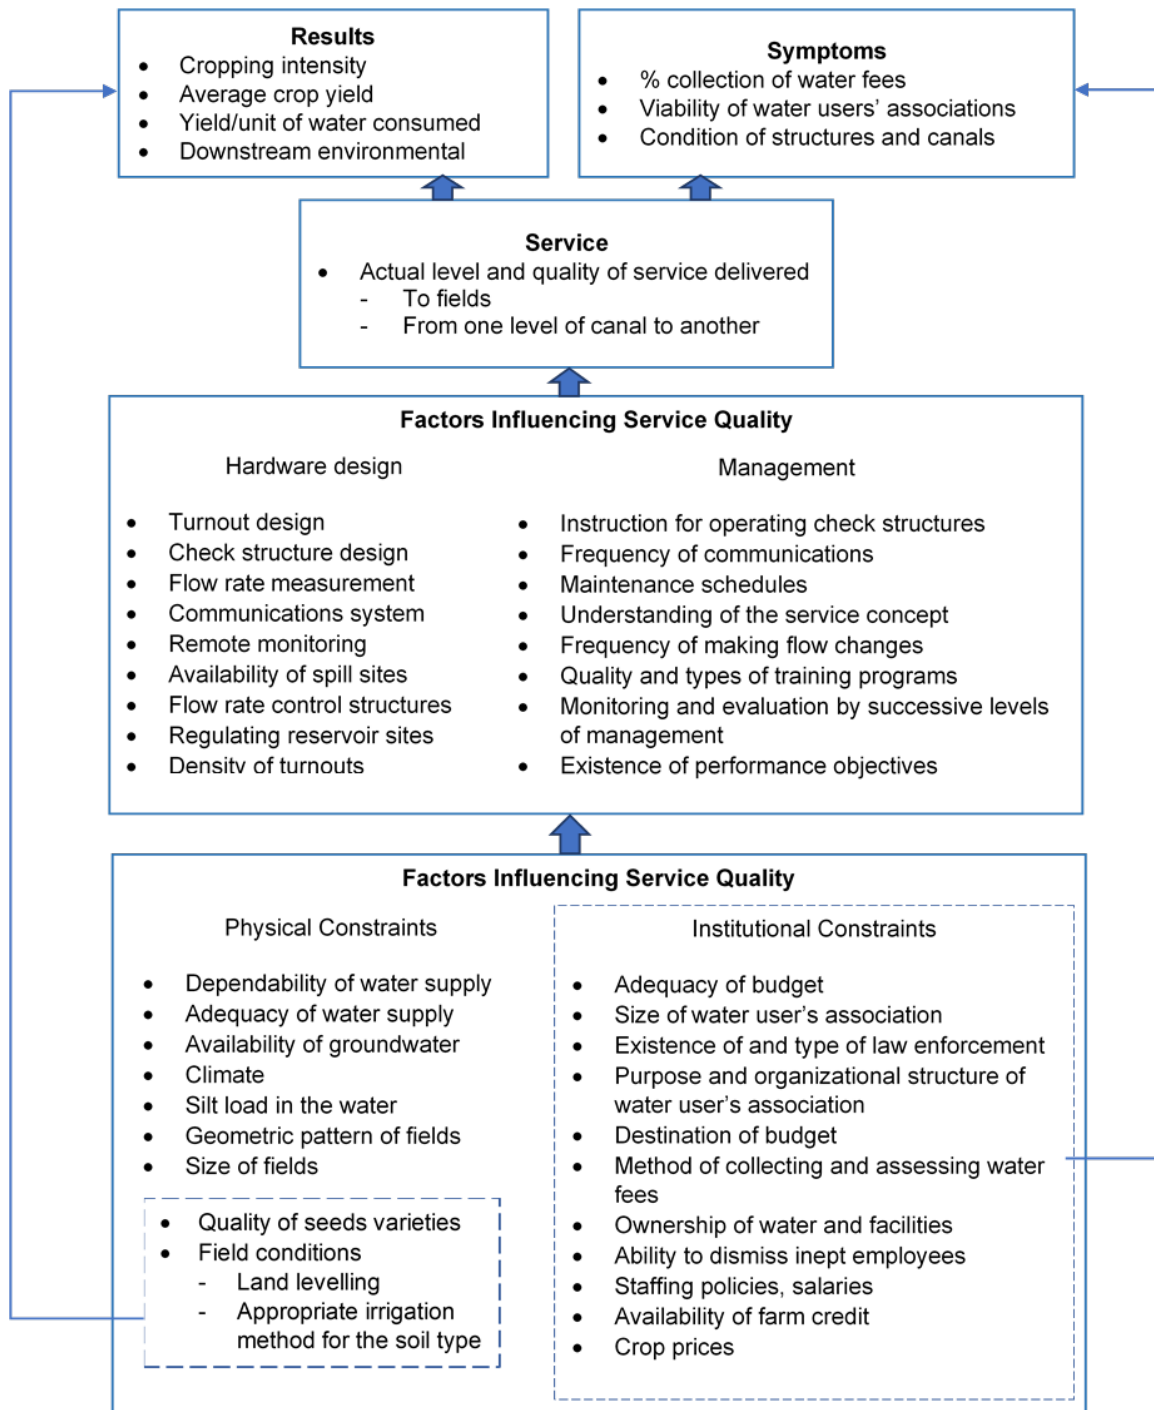 Results
• Cropping intensity
• Average crop yield
• Yield/unit of water consumed
• Downstream environmental
Symptoms
• % collection of water fees
• Viability of water users' associations
• Condition of structures and canals
Service
• Actual level and quality of service delivered
- To fields
- From one level of canal to another
Factors Influencing Service Quality
Hardware design
• Turnout design
• Check structure design
• Flow rate measurement
• Communications system
• Remote monitoring
• Availability of spill sites
• Flow rate control structures
• Regulating reservoir sites
• Density of turnouts
Management
• Instruction for operating check structures
• Frequency of communications
• Maintenance schedules
• Understanding of the service concept
• Frequency of making flow changes
• Quality and types of training programs
• Monitoring and evaluation by successive levels
of management
• Existence of performance objectives
Factors Influencing Service Quality
Physical Constraints
• Dependability of water supply
• Adequacy of water supply
• Availability of groundwater
• Climate
• Silt load in the water
• Geometric pattern of fields
• Size of fields
• Quality of seeds varieties
• Field conditions
- Land levelling
- Appropriate irrigation
method for the soil type
Institutional Constraints
• Adequacy of budget
• Size of water user's association
• Existence of and type of law enforcement
• Purpose and organizational structure of
water user's association
• Destination of budget
• Method of collecting and assessing water
fees
• Ownership of water and facilities
• Ability to dismiss inept employees
• Staffing policies, salaries
• Availability of farm credit
• Crop prices